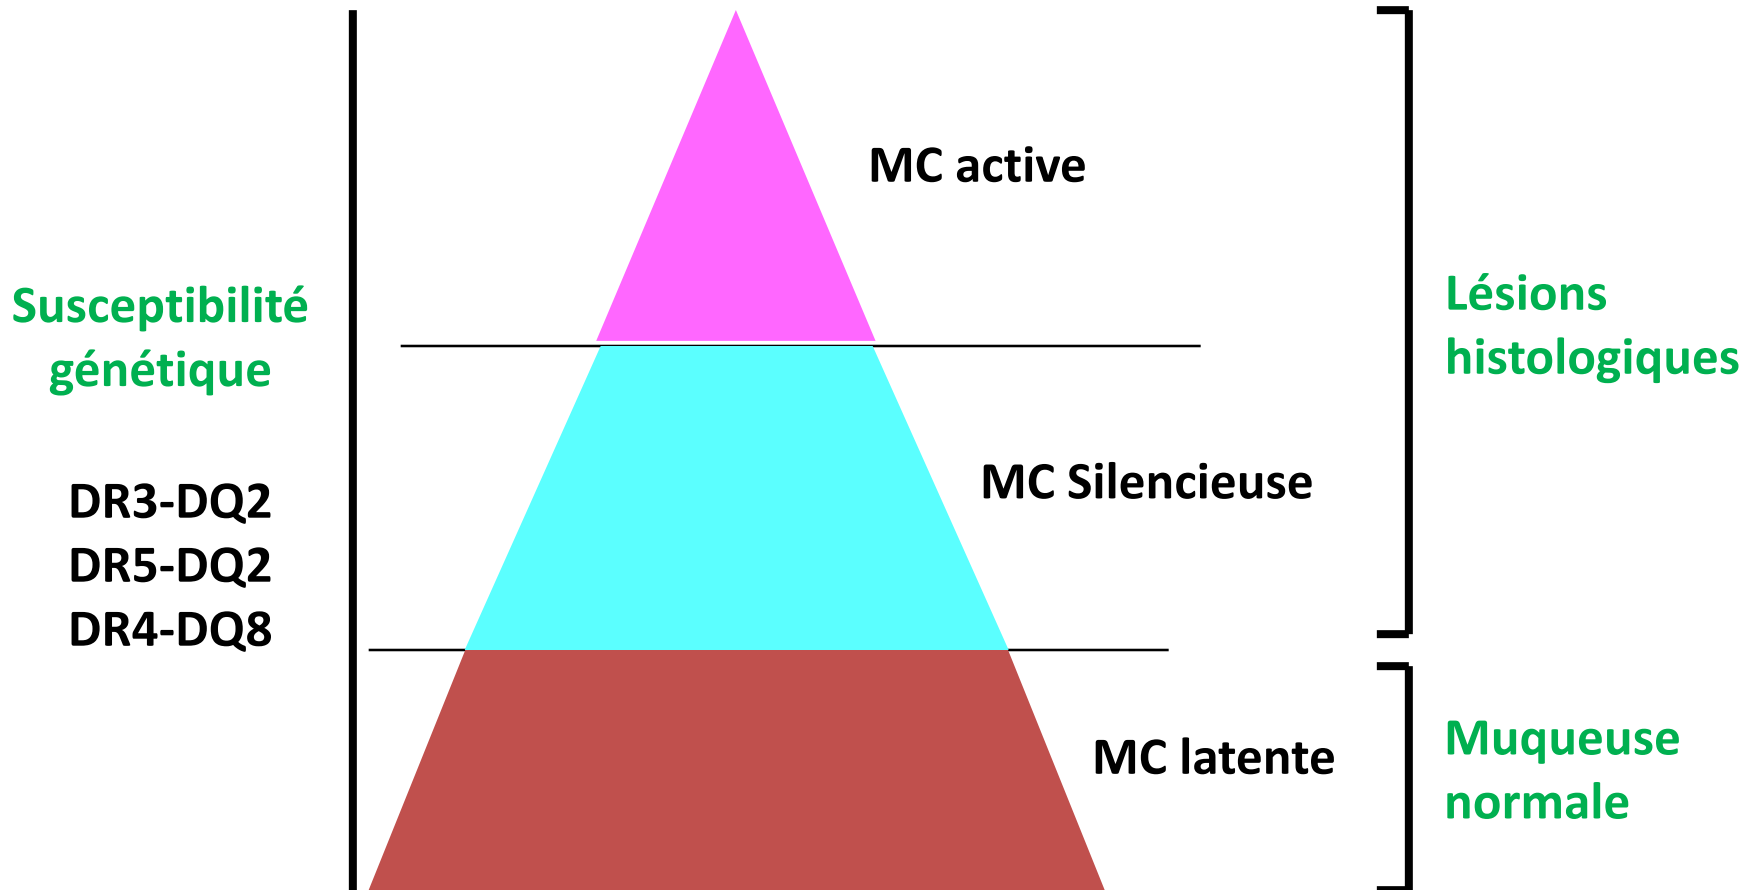 MC active
Susceptibilité
génétique
Lésions
histologiques
DR3-DQ2
DR5-DQ2
DR4-DQ8
MC Silencieuse
MC latente
Muqueuse
normale